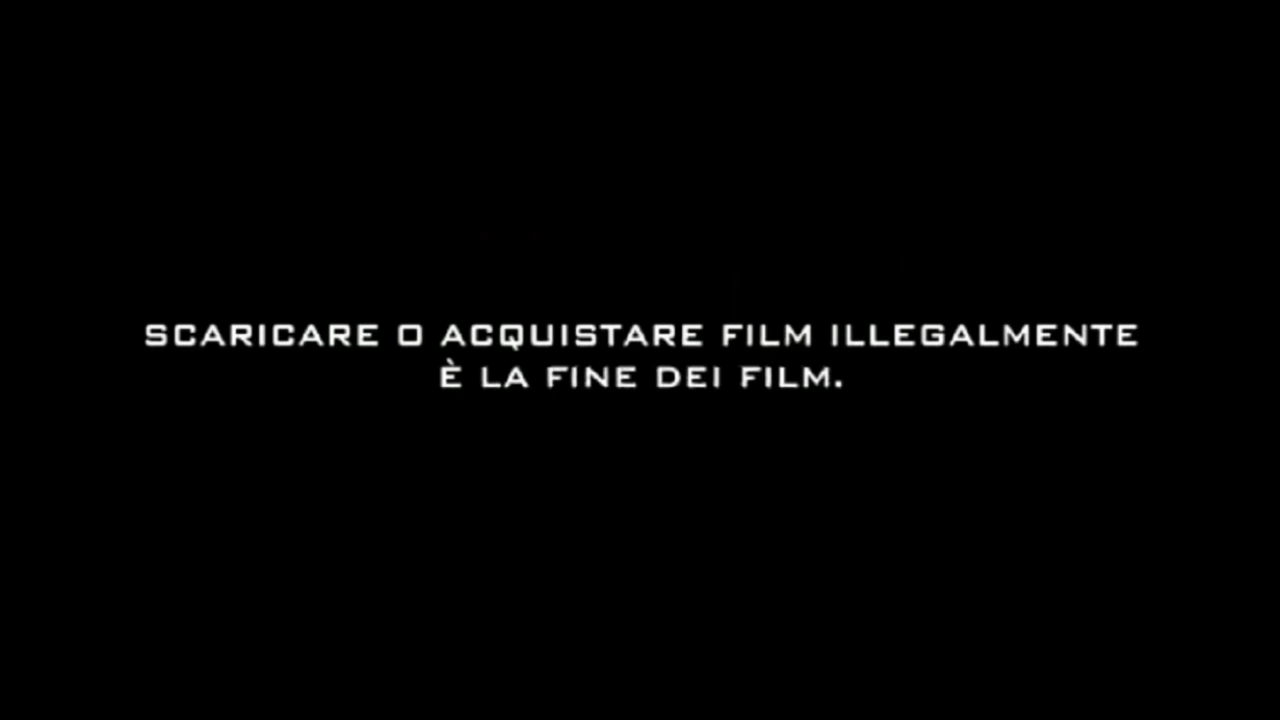 SCARICARE O ACQUISTARE FILM ILLEGALMENTE
È LA FINE DEI FILM.